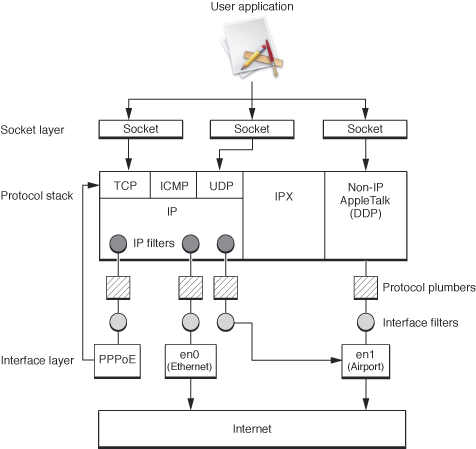 User application
Socket layer
Socket
Socket
Socket
Protocol stack
TCP
ICMP
UDP
IP
IP filters
IPX
Non-IP
AppleTalk
(DDP)
Protocol plumbers
Interface filters
Interface layer
PPPoE
en0
(Ethernet)
en1
(Airport)
Internet